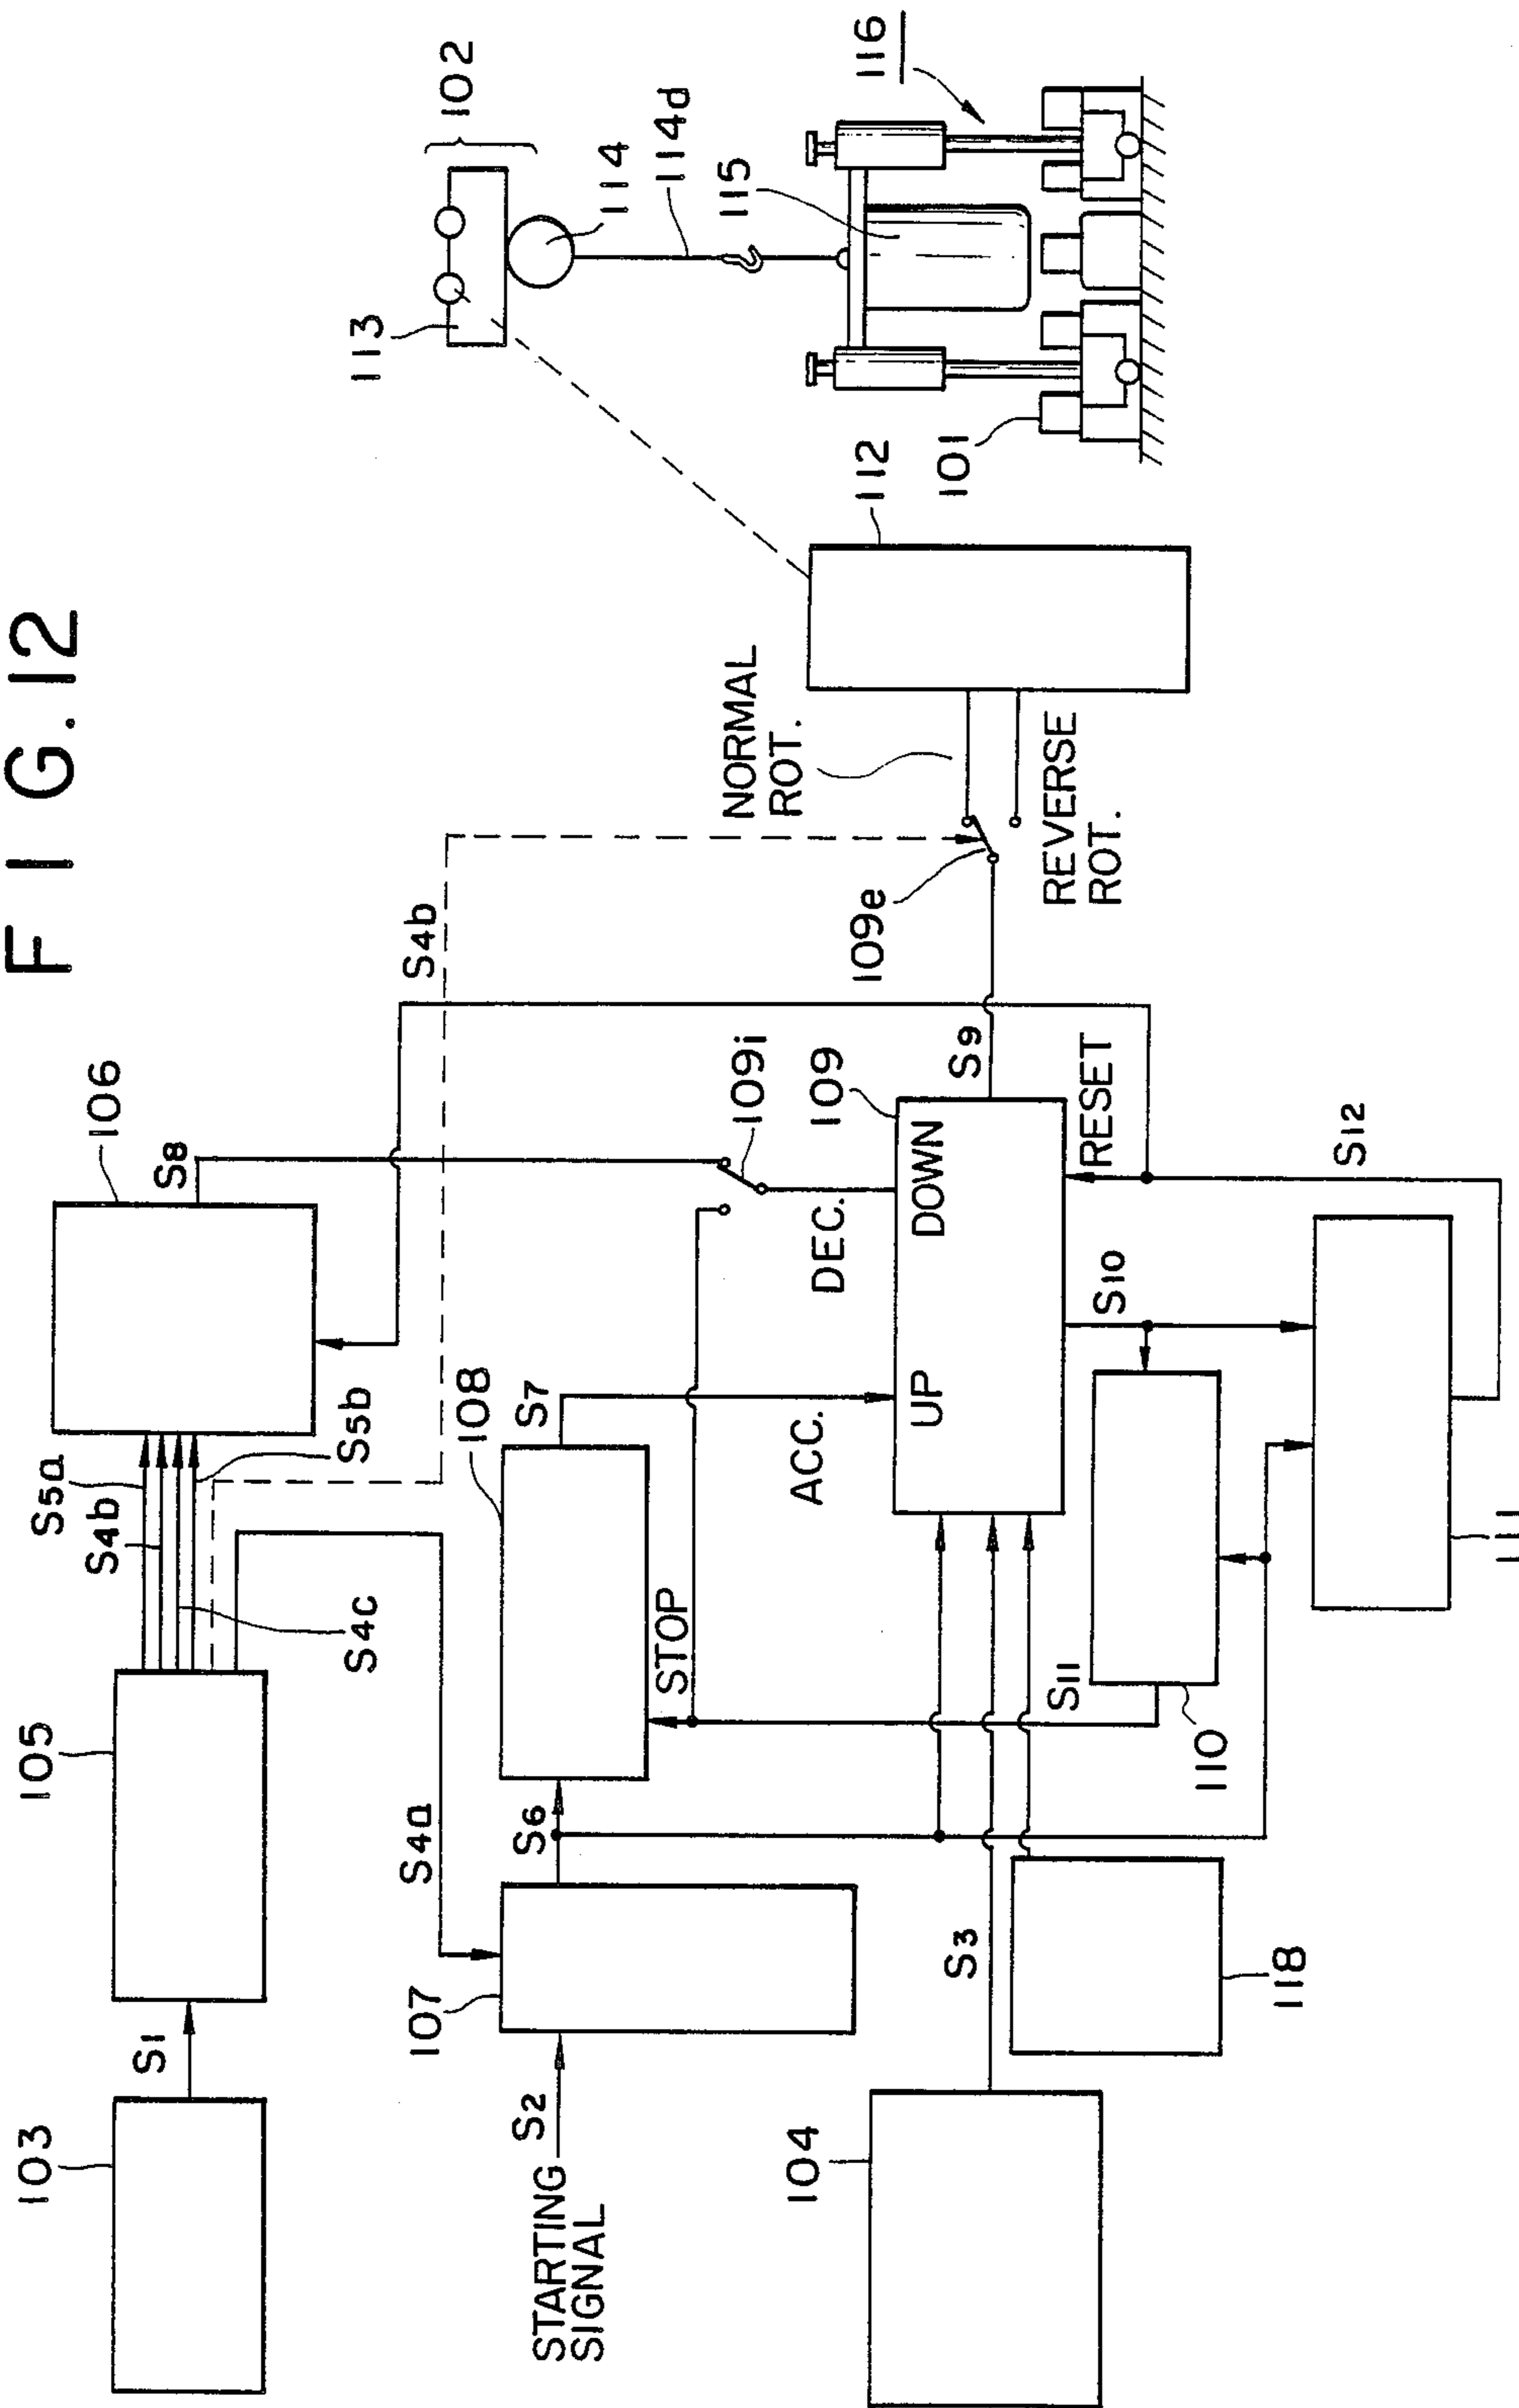 FIG. 12
103
S1
105
S5a
S4b
S4c
S5b
106
S8
S4b
S4a
STARTING
SIGNAL
S2
107
S6
108
S7
STOP
ACC.
DEC.
109i
109
UP
DOWN
S9
RESET
109e
NORMAL
ROT.
REVERSE
ROT.
112
104
S3
118
S11
110
S10
S12
111
113
102
114
114d
115
116
101